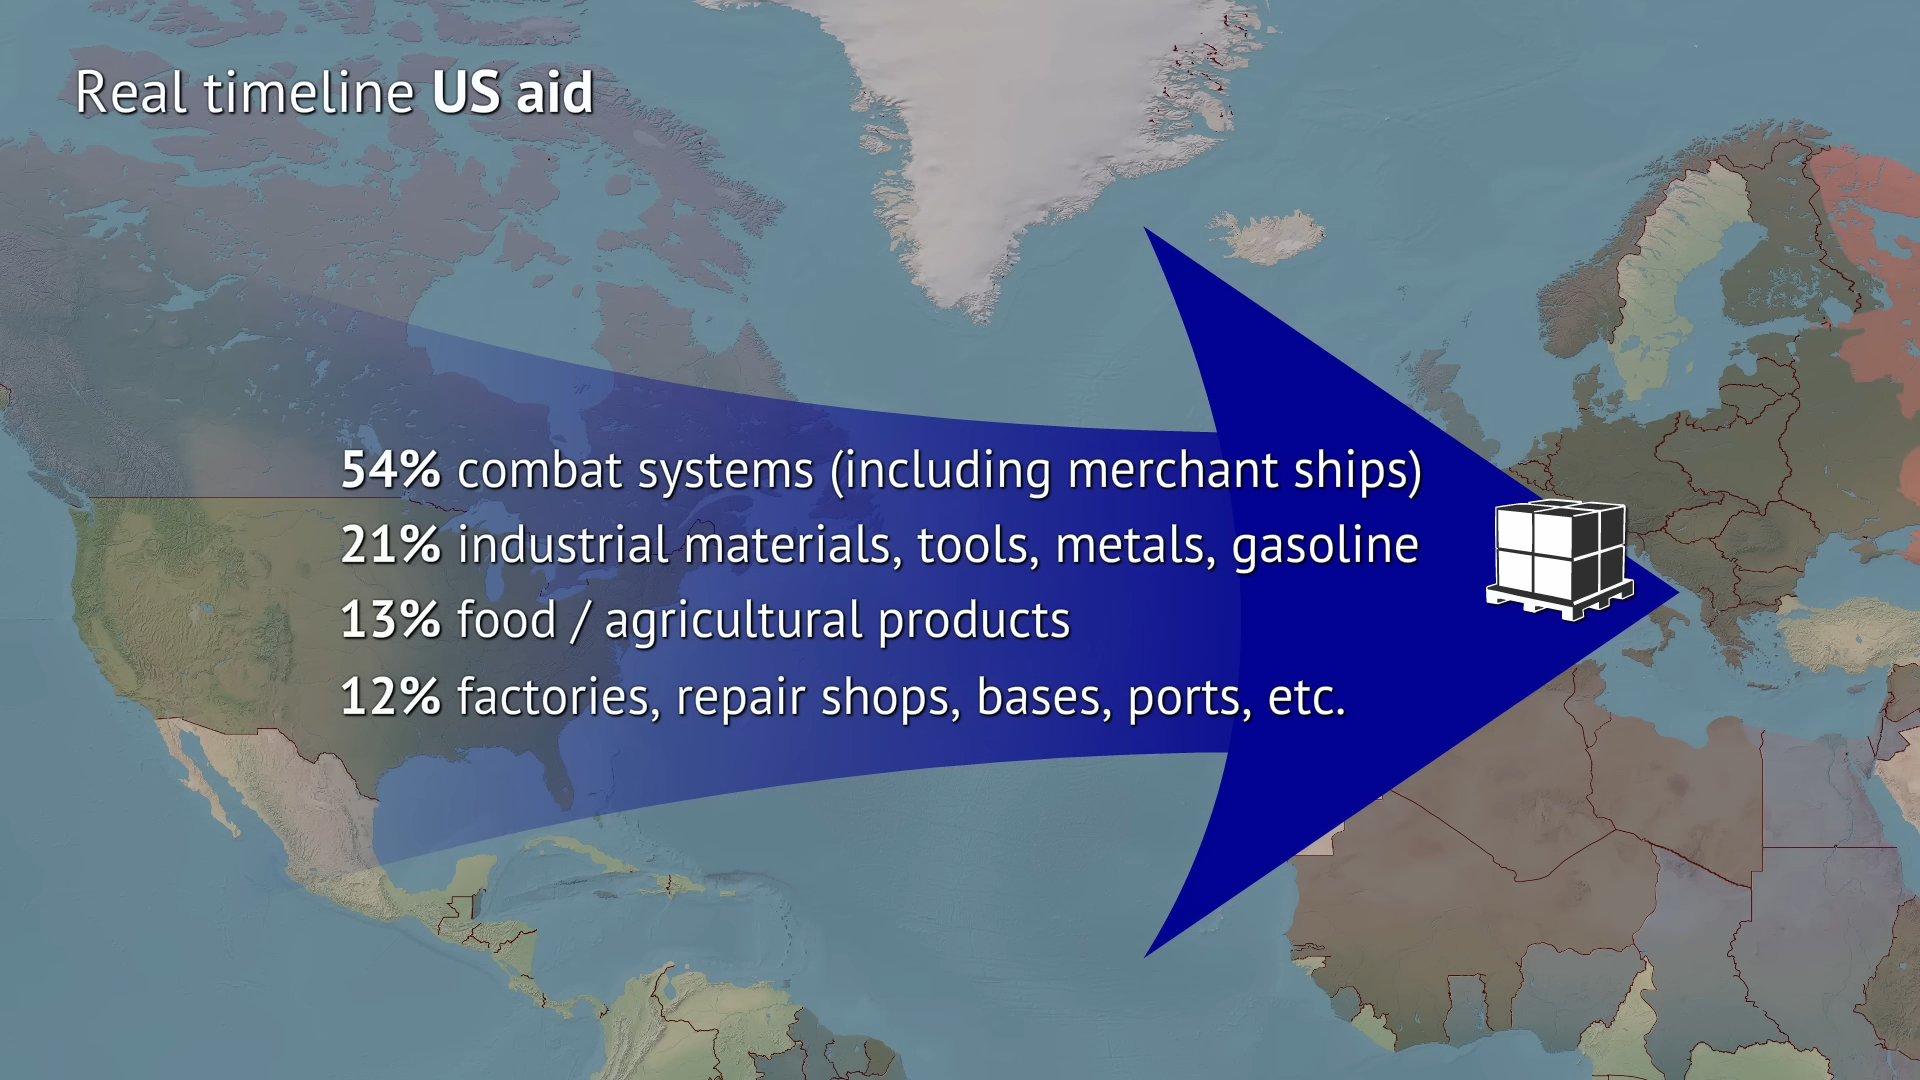 Real timeline US aid
54% combat systems (including merchant ships)
21% industrial materials, tools, metals, gasoline
13% food / agricultural products
12% factories, repair shops, bases, ports, etc.